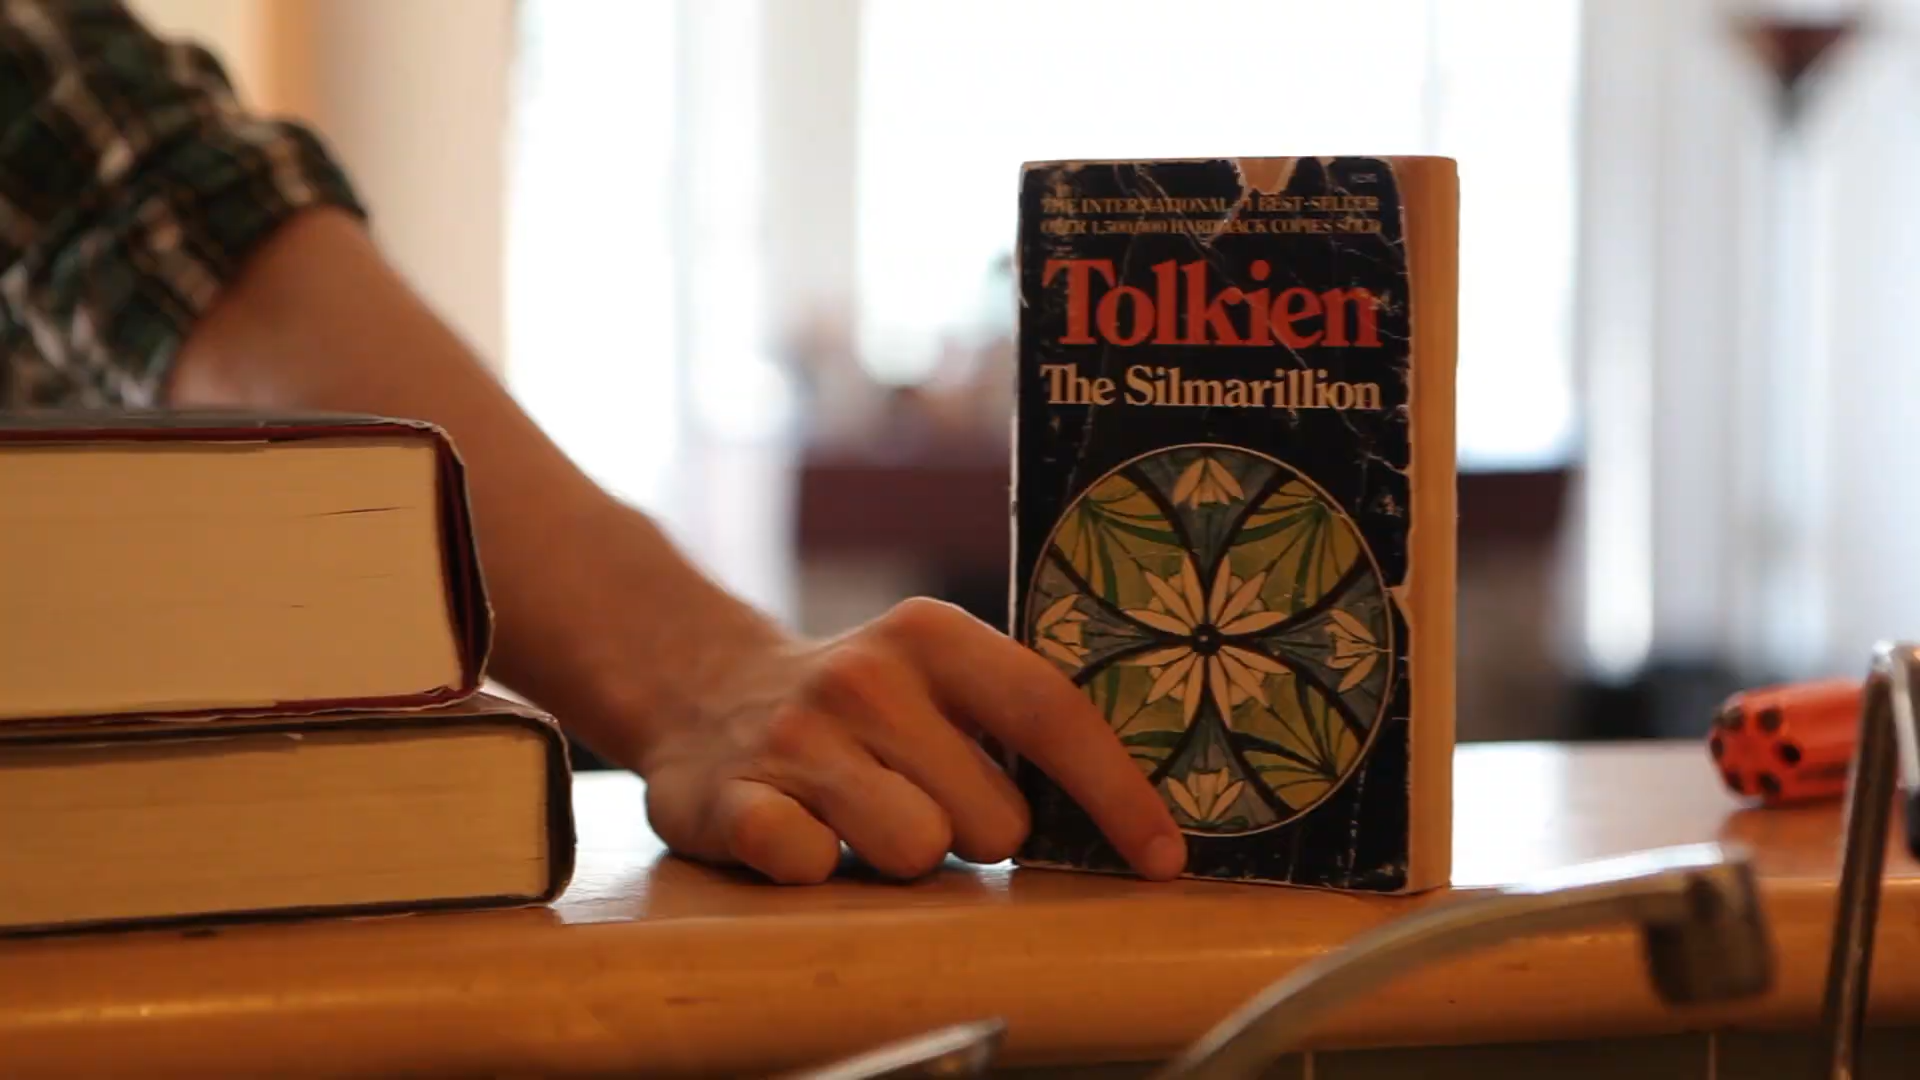 THE INTERNATIONAL #1 BEST-SELLER
OVER 1,500,000 HARDBACK COPIES SOLD
Tolkien
The Silmarillion